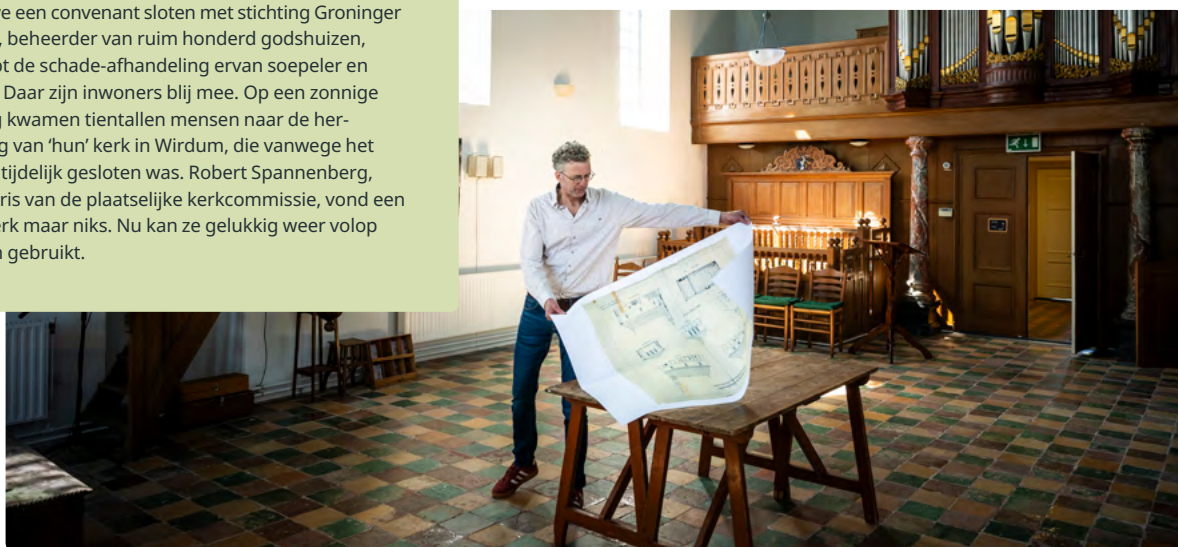 we een convenant sloten met stichting Groninger
, beheerder van ruim honderd godshuizen,
pt de schade-afhandeling ervan soepeler en
Daar zijn inwoners blij mee. Op een zonnige
g kwamen tientallen mensen naar de her-
g van ‘hun’ kerk in Wirdum, die vanwege het
tijdelijk gesloten was. Robert Spannenberg,
ris van de plaatselijke kerkcommissie, vond een
rk maar niks. Nu kan ze gelukkig weer volop
n gebruikt.